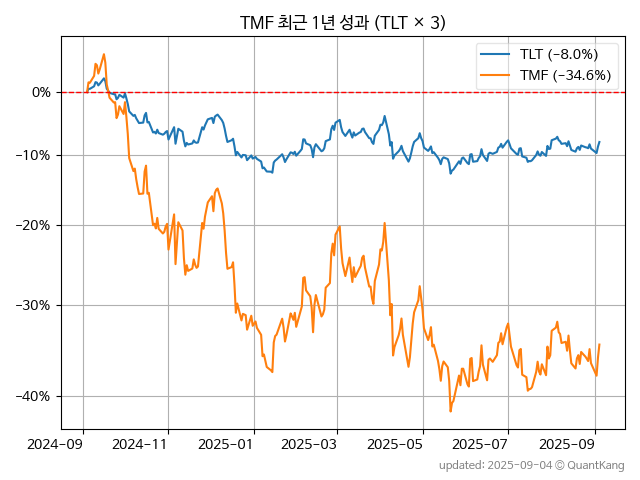 TMF 최근 1년 성과 (TLT × 3)
TLT (−8.0%)
TMF (−34.6%)
0%
−10%
−20%
−30%
−40%
2024−09 2024−11 2025−01 2025−03 2025−05 2025−07 2025−09
updated: 2025−09−04 © QuantKang